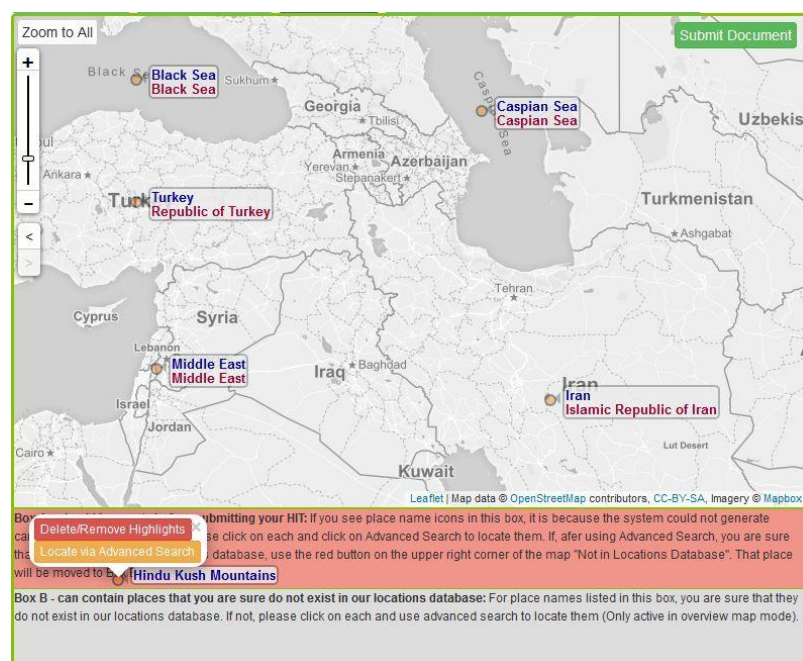 Zoom to All
Submit Document
+
−
<
>
Black Sea
Black Sea
Sukhum
Georgia
Tbilisi
Caspian Sea
Caspian Sea
Caspian Sea
Uzbekis
Armenia
Yerevan
Azerbaijan
Stepanakert
Ankara
Turkey
Republic of Turkey
Turkmenistan
Ashgabat
Tehran
Cyprus
Syria
Lebanon
Middle East
Middle East
Iraq
Baghdad
Iran
Iran
Islamic Republic of Iran
Israel
Jordan
Cairo
Lut Desert
Kuwait
Leaflet | Map data © OpenStreetMap contributors, CC-BY-SA, Imagery © Mapbox
ubmitting your HIT: If you see place name icons in this box, it is because the system could not generate
Delete/Remove Highlights ×
se click on each and click on Advanced Search to locate them. If, afer using Advanced Search, you are sure
Locate via Advanced Search
database, use the red button on the upper right corner of the map "Not in Locations Database". That place
will be moved to
Hindu Kush Mountains
Box B - can contain places that you are sure do not exist in our locations database: For place names listed in this box, you are sure that they
do not exist in our locations database. If not, please click on each and use advanced search to locate them (Only active in overview map mode).